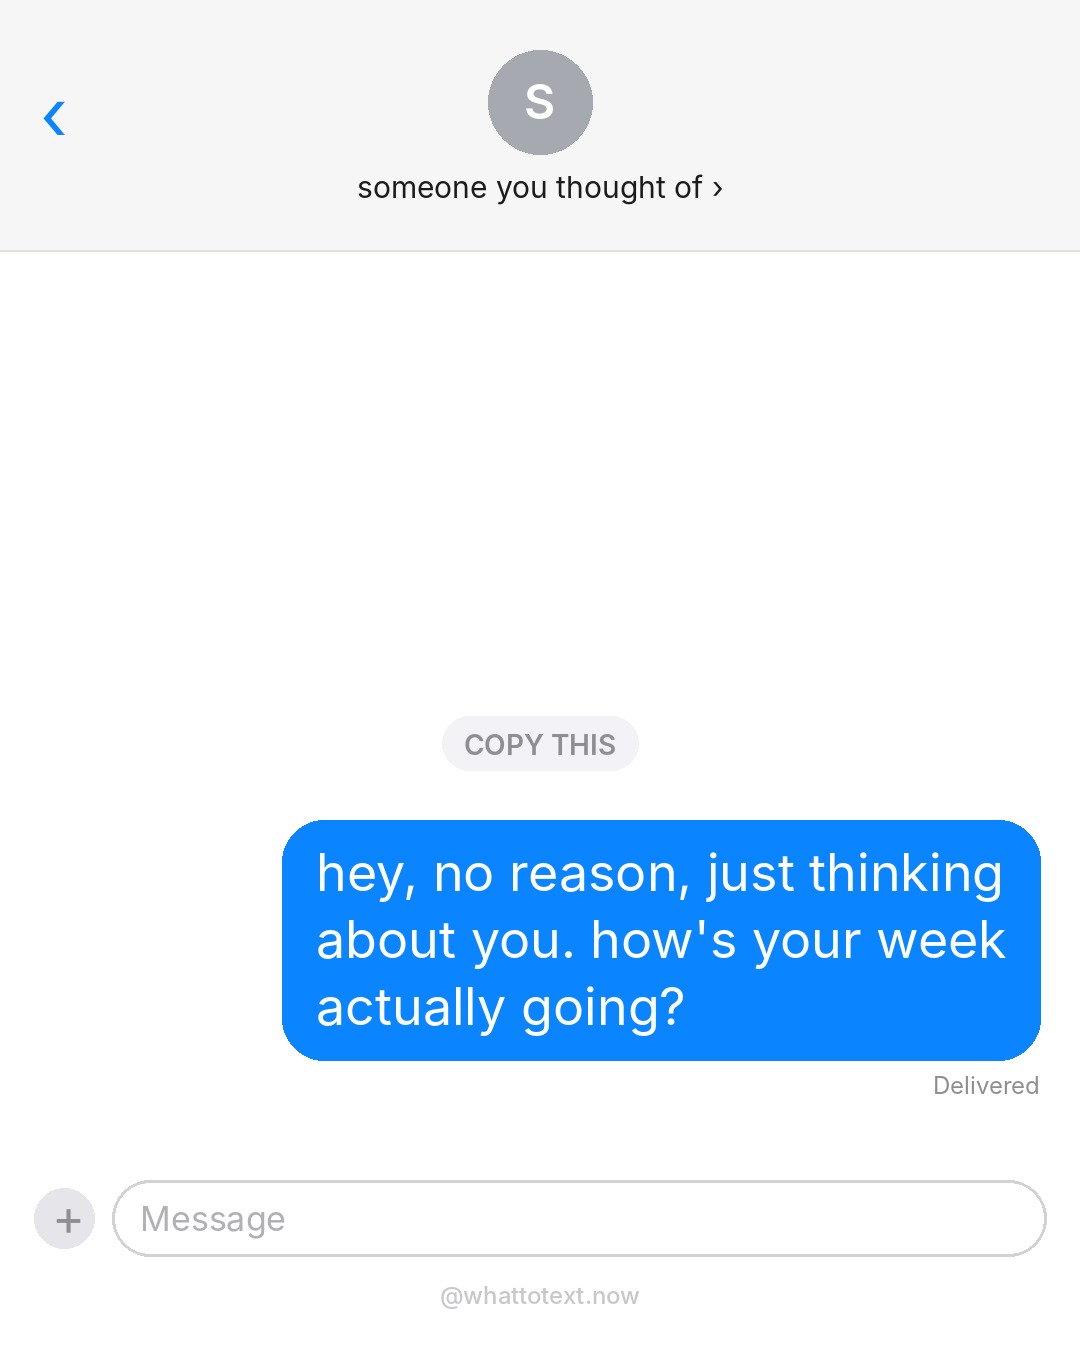 S
someone you thought of ›
COPY THIS
hey, no reason, just thinking
about you. how's your week
actually going?
Delivered
+
Message
@whattotext.now